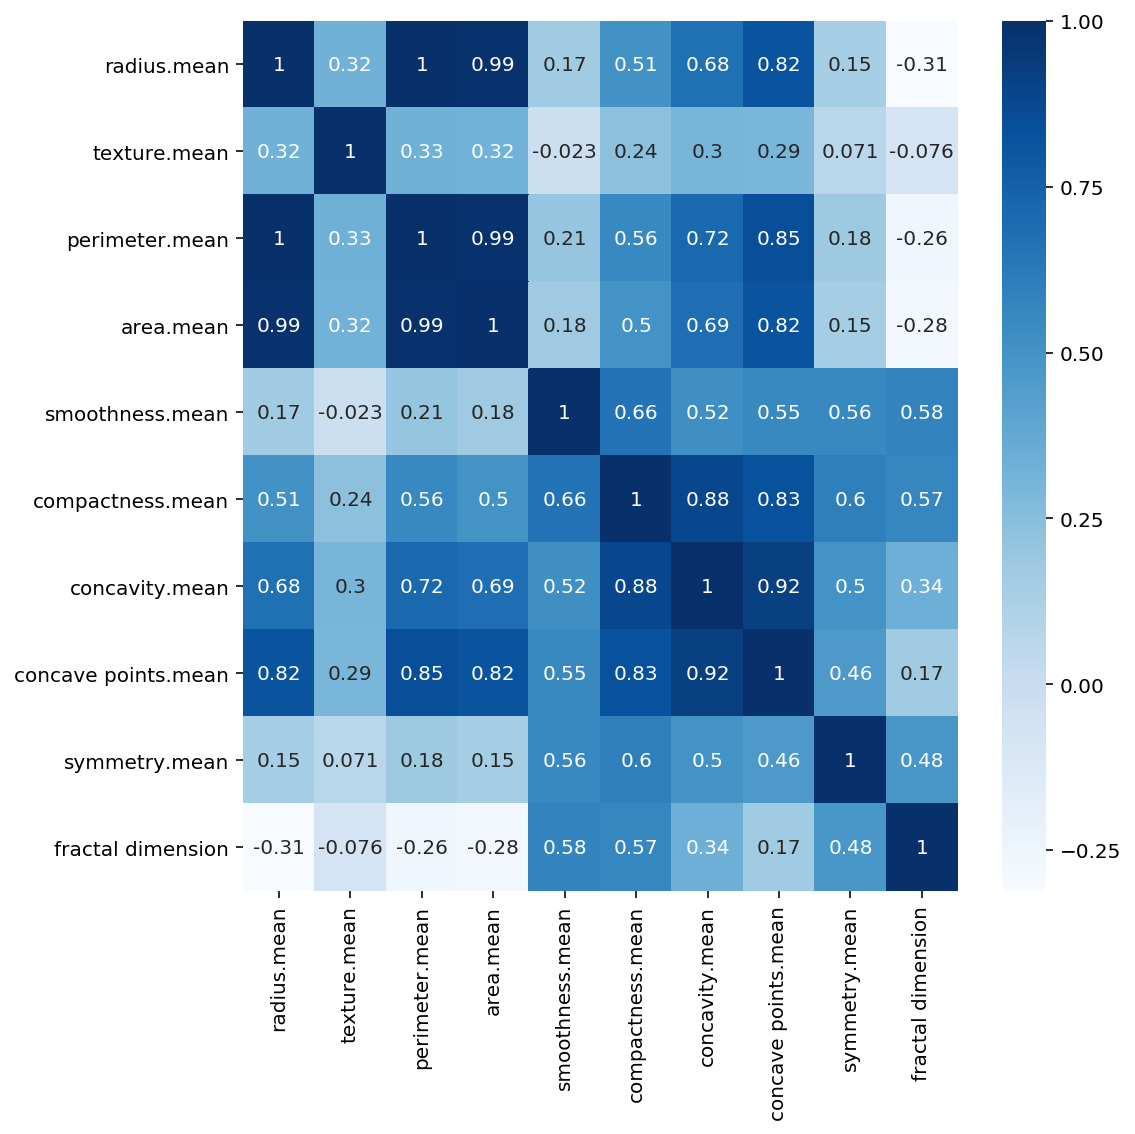 radius.mean 1 0.32 1 0.99 0.17 0.51 0.68 0.82 0.15 -0.31
texture.mean 0.32 1 0.33 0.32 -0.023 0.24 0.3 0.29 0.071 -0.076
perimeter.mean 1 0.33 1 0.99 0.21 0.56 0.72 0.85 0.18 -0.26
area.mean 0.99 0.32 0.99 1 0.18 0.5 0.69 0.82 0.15 -0.28
smoothness.mean 0.17 -0.023 0.21 0.18 1 0.66 0.52 0.55 0.56 0.58
compactness.mean 0.51 0.24 0.56 0.5 0.66 1 0.88 0.83 0.6 0.57
concavity.mean 0.68 0.3 0.72 0.69 0.52 0.88 1 0.92 0.5 0.34
concave points.mean 0.82 0.29 0.85 0.82 0.55 0.83 0.92 1 0.46 0.17
symmetry.mean 0.15 0.071 0.18 0.15 0.56 0.6 0.5 0.46 1 0.48
fractal dimension -0.31 -0.076 -0.26 -0.28 0.58 0.57 0.34 0.17 0.48 1
radius.mean
texture.mean
perimeter.mean
area.mean
smoothness.mean
compactness.mean
concavity.mean
concave points.mean
symmetry.mean
fractal dimension
1.00
0.75
0.50
0.25
0.00
−0.25